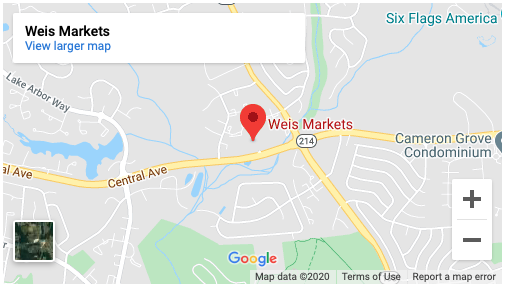 Weis Markets
View larger map
Six Flags America
Lake Arbor Way
Weis Markets
214
Cameron Grove
Condominium
al Ave
Central Ave
Google
Map data ©2020
Terms of Use
Report a map error